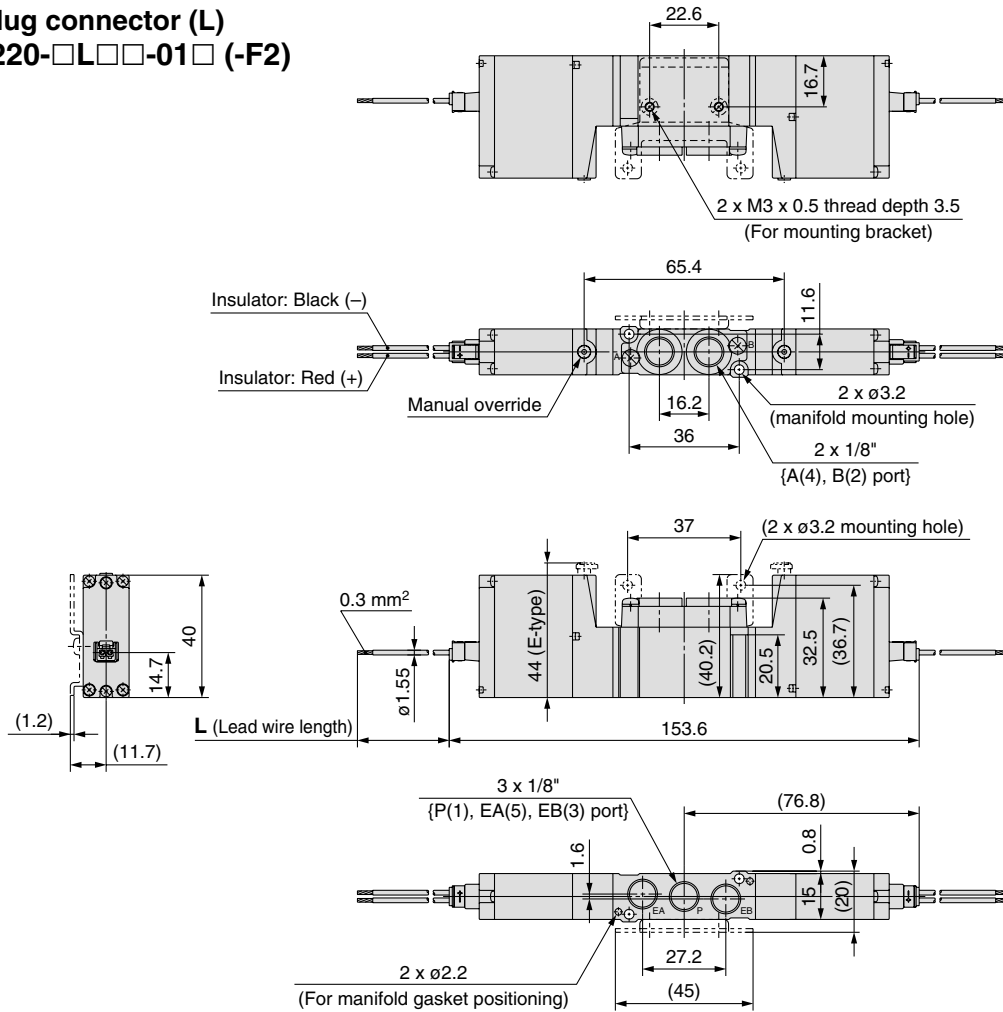 lug connector (L)
220-□L□□-01□ (-F2)
22.6
16.7
2 x M3 x 0.5 thread depth 3.5
(For mounting bracket)
65.4
11.6
Insulator: Black (–)
Insulator: Red (+)
A
B
Manual override
16.2
36
2 x ø3.2
(manifold mounting hole)
2 x 1/8"
{A(4), B(2) port}
37
(2 x ø3.2 mounting hole)
0.3 mm²
40
14.7
ø1.55
44 (E-type)
(40.2)
20.5
32.5
(36.7)
(1.2)
(11.7)
L (Lead wire length)
153.6
3 x 1/8"
{P(1), EA(5), EB(3) port}
(76.8)
1.6
0.8
15
(20)
EA
P
EB
27.2
2 x ø2.2
(For manifold gasket positioning)
(45)